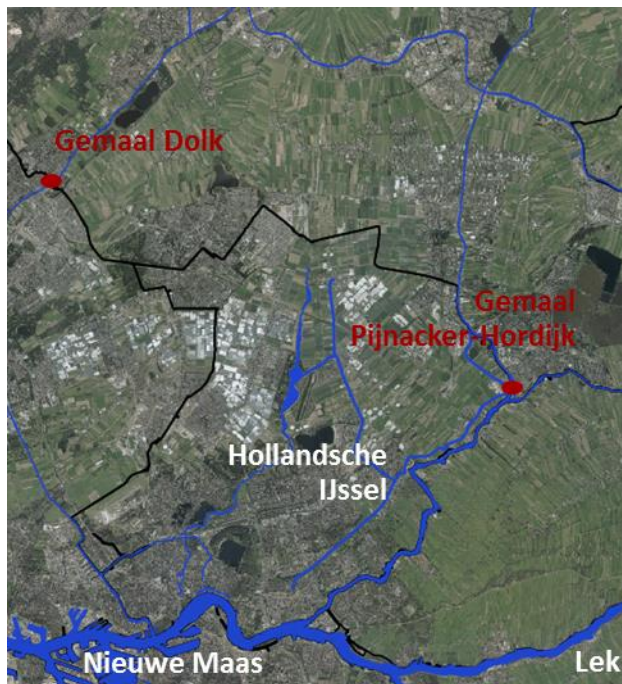 Gemaal Dolk
Gemaal
Pijnacker-Hordijk
Hollandsche
IJssel
Nieuwe Maas
Lek